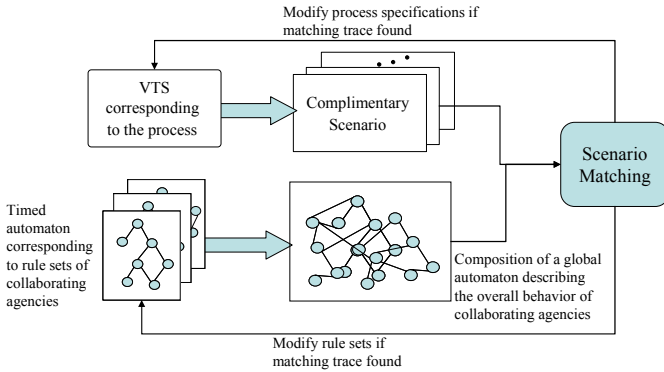 Modify process specifications if
matching trace found
VTS
corresponding
to the process
Complimentary
Scenario
Scenario
Matching
Timed
automaton
corresponding
to rule sets of
collaborating
agencies
Composition of a global
automaton describing
the overall behavior of
collaborating agencies
Modify rule sets if
matching trace found